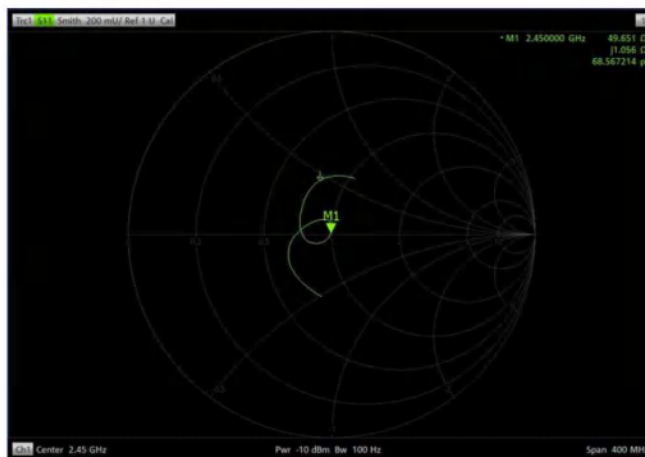 Trc1 S11 Smith 200 mU/ Ref 1 U Cal
• M1 2.450000 GHz 49.651 Ω
j1.056 Ω
68.567214 p
M1
Ch1 Center 2.45 GHz Pwr -10 dBm Bw 100 Hz Span 400 MH